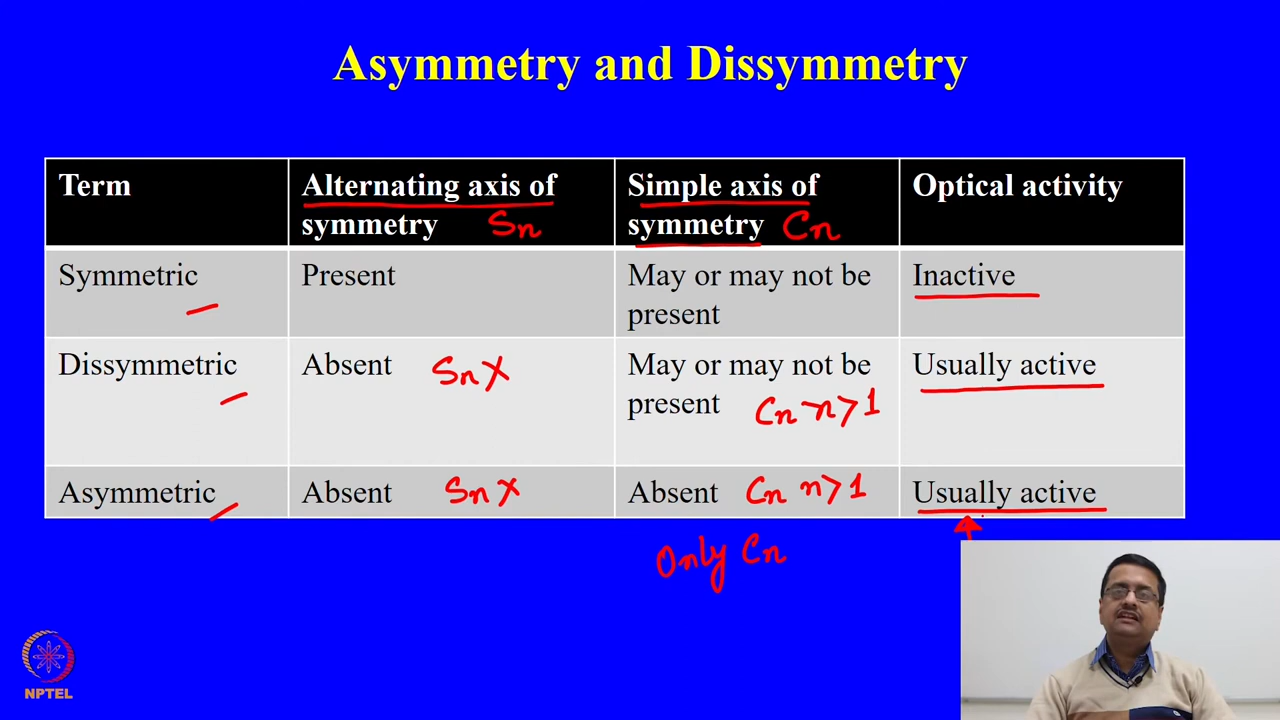 Asymmetry and Dissymmetry
Term
Alternating axis of
symmetry Sn
Simple axis of
symmetry Cn
Optical activity
Symmetric
Present
May or may not be
present
Inactive
Dissymmetric
Absent Sn X
May or may not be
present Cn n>1
Usually active
Asymmetric
Absent Sn X
Absent Cn n>1
Usually active
Only Cn
NPTEL